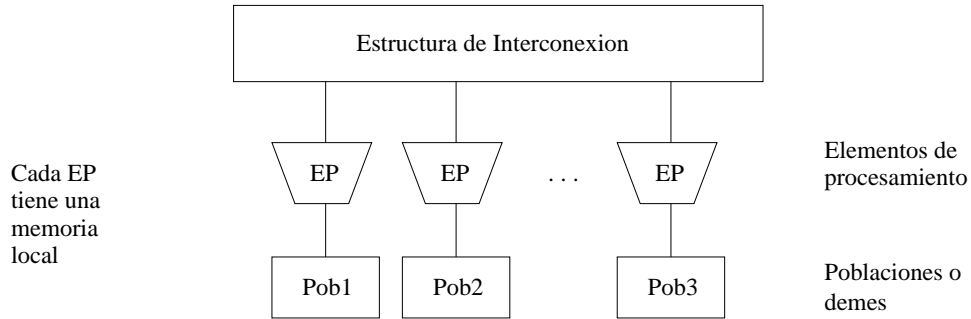 Estructura de Interconexion
Cada EP
tiene una
memoria
local
EP
EP
. . .
EP
Elementos de
procesamiento
Pob1
Pob2
Pob3
Poblaciones o
demes